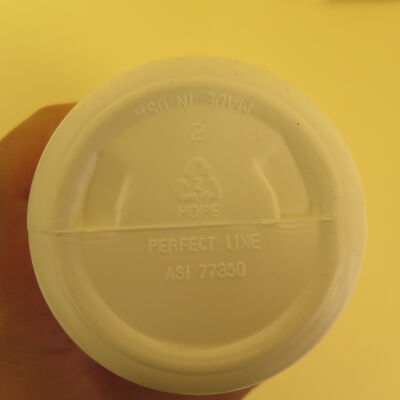 MADE IN USA
2
2
HDPE
PERFECT LINE
ASI 77350